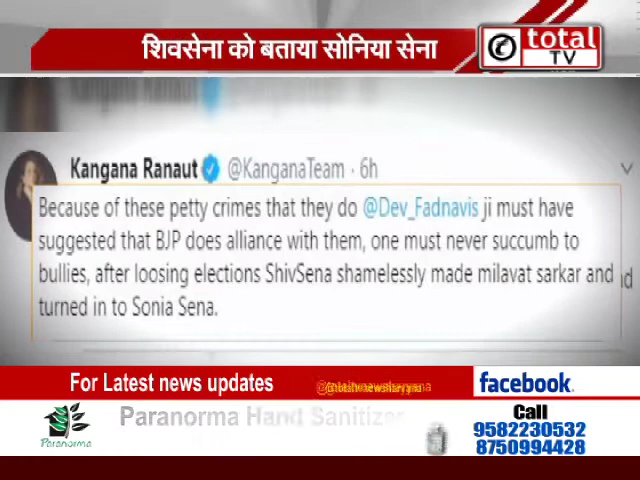 शिवसेना को बताया सोनिया सेना
total
TV
Kangana Ranaut @KanganaTeam · 6h
Because of these petty crimes that they do @Dev_Fadnavis ji must have
suggested that BJP does alliance with them, one must never succumb to
bullies, after loosing elections ShivSena shamelessly made milavat sarkar and
turned in to Sonia Sena.
For Latest news updates
facebook.
Paranorma
Paranorma Hand Sanitizer
Call
9582230532
8750994428